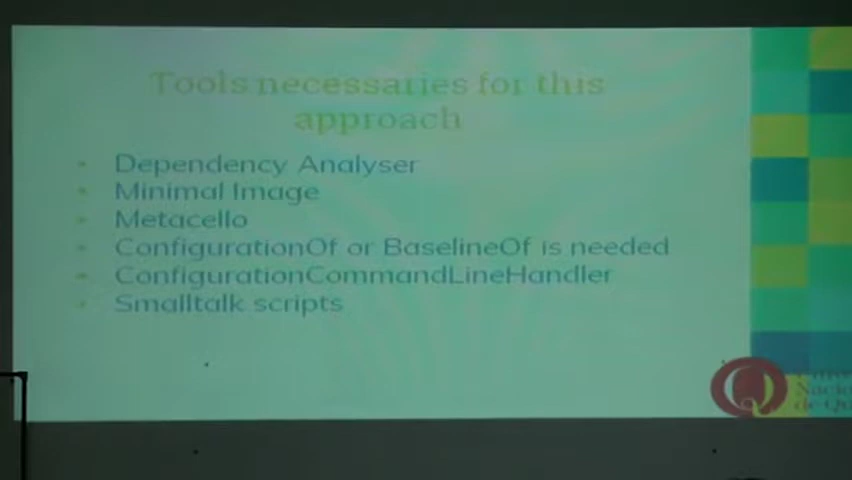 Tools necessaries for this
approach
Dependency Analyser
Minimal Image
Metacello
ConfigurationOf or BaselineOf is needed
ConfigurationCommandLineHandler
Smalltalk scripts